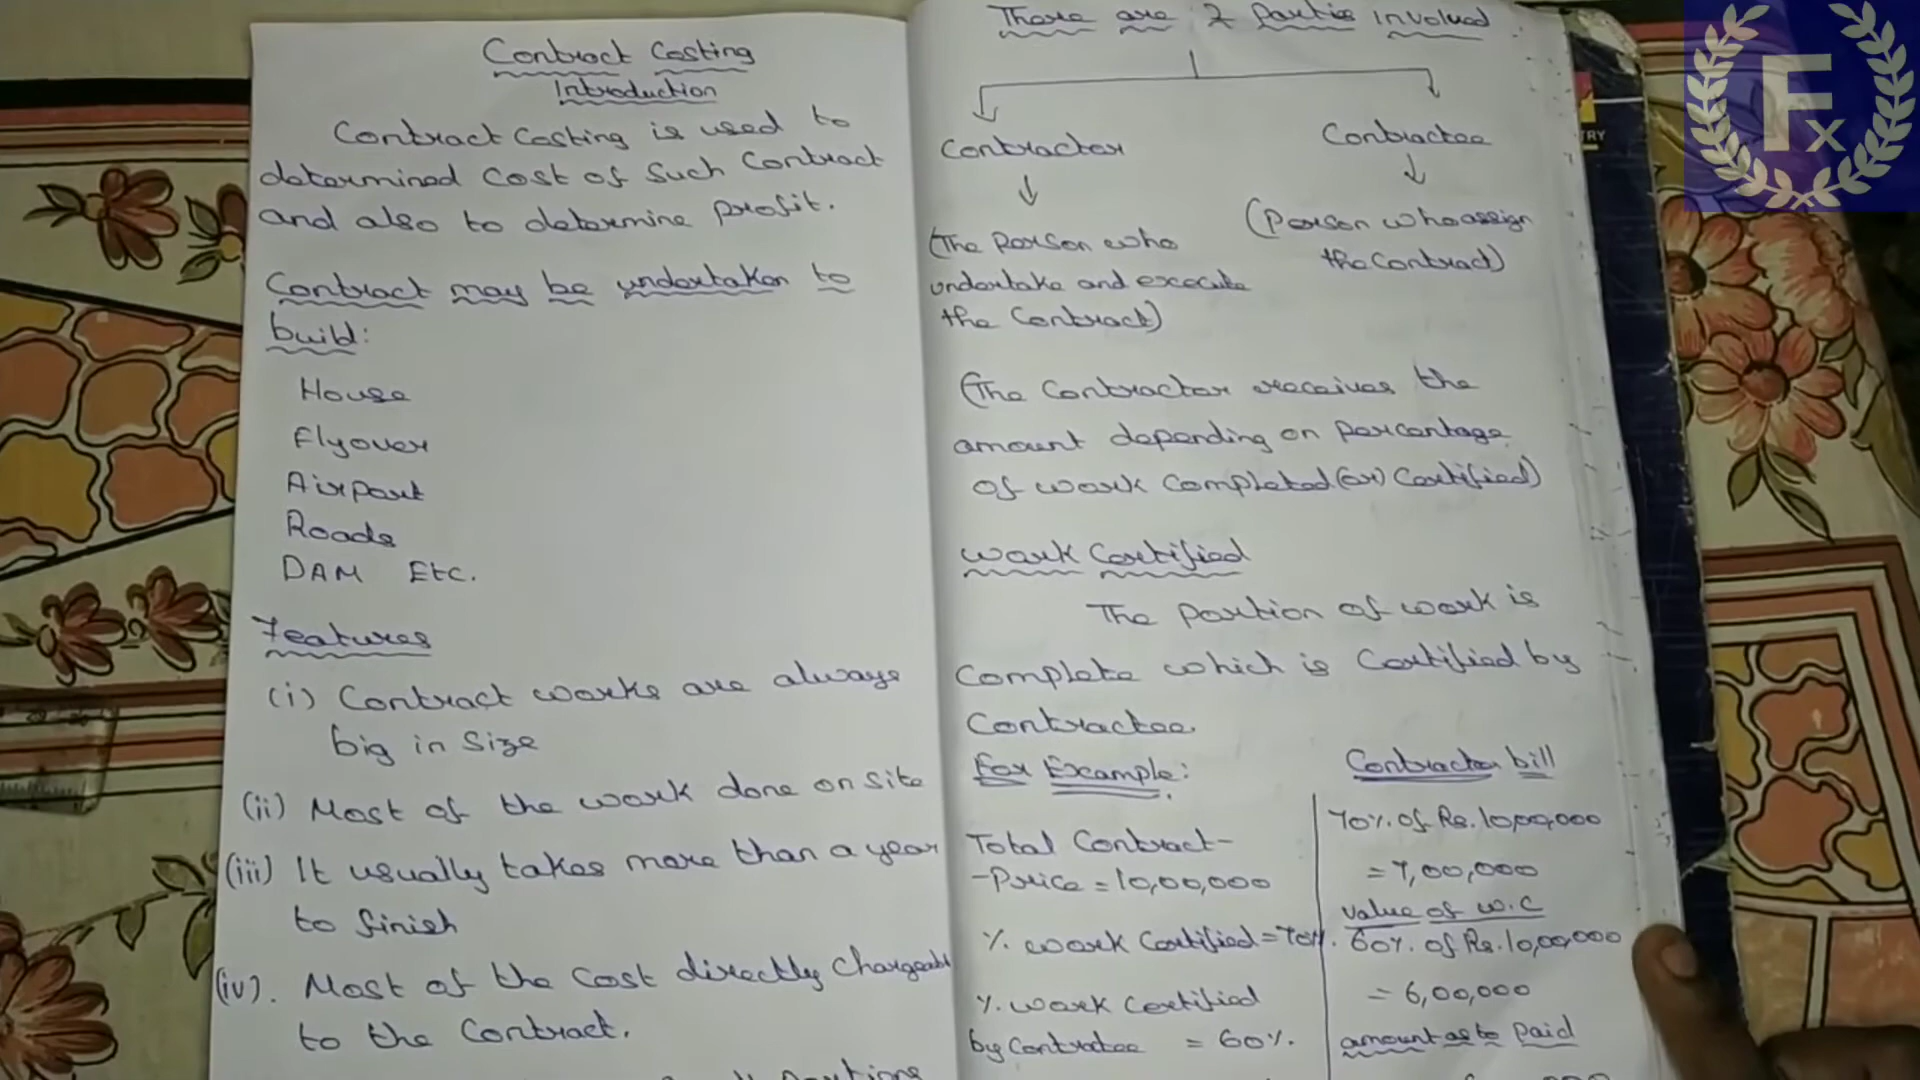 Contract Costing
Introduction
Contract Costing is used to
determined cost of such contract
and also to determine profit.
Contract may be undertaken to
build:
House
Flyover
Airport
Roads
DAM Etc.
Features
(i) Contract works are always
big in size
(ii) Most of the work done on site
(iii) It usually takes more than a year
to finish
(iv). Most of the cost directly chargeable
to the contract.
There are 2 Parties Involved
Contractor
(The person who
undertake and execute
the contract)
Contractee
(person who assign
the contract)
(The contractor receives the
amount depending on percentage
of work completed (or) certified)
Work Certified
The portion of work is
complete which is certified by
Contractee.
For Example:
Total Contract-
-Price = 10,00,000
% work certified = 70%.
% work certified
by contractee = 60%.
Contractor bill
70% of Rs. 10,00,000
= 7,00,000
Value of W.C
60% of Rs. 10,00,000
= 6,00,000
amount as to paid
Fx
RY